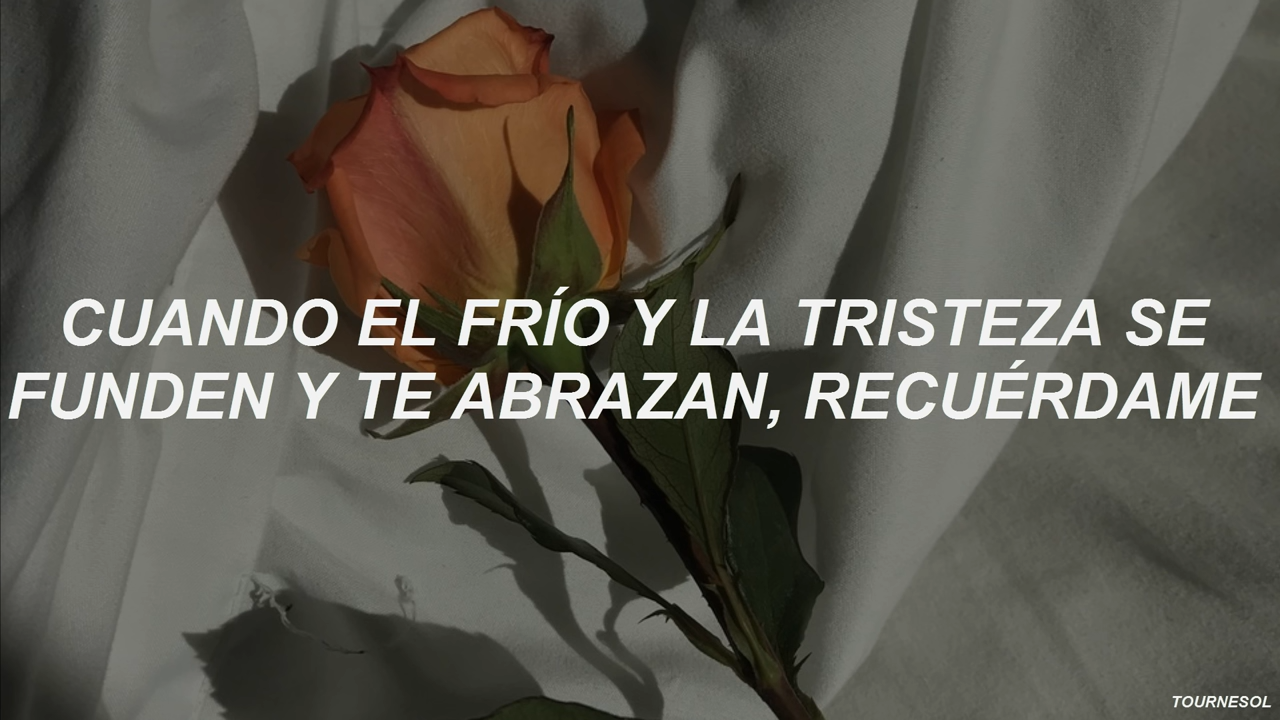 CUANDO EL FRÍO Y LA TRISTEZA SE
FUNDEN Y TE ABRAZAN, RECUÉRDAME
TOURNESOL